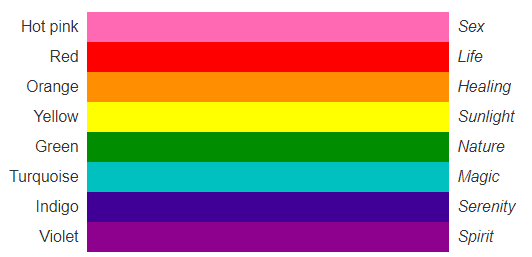 Hot pink Sex
Red Life
Orange Healing
Yellow Sunlight
Green Nature
Turquoise Magic
Indigo Serenity
Violet Spirit